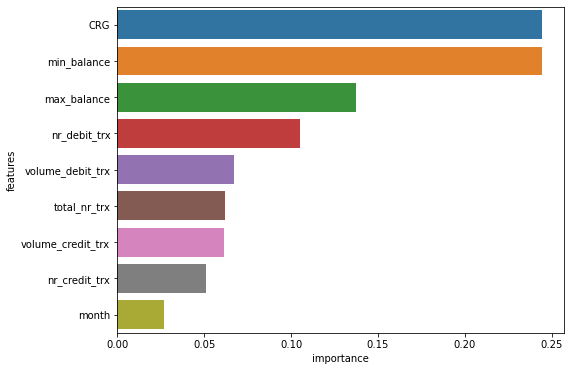 CRG
min_balance
max_balance
nr_debit_trx
volume_debit_trx
total_nr_trx
volume_credit_trx
nr_credit_trx
month
features
0.00 0.05 0.10 0.15 0.20 0.25
importance